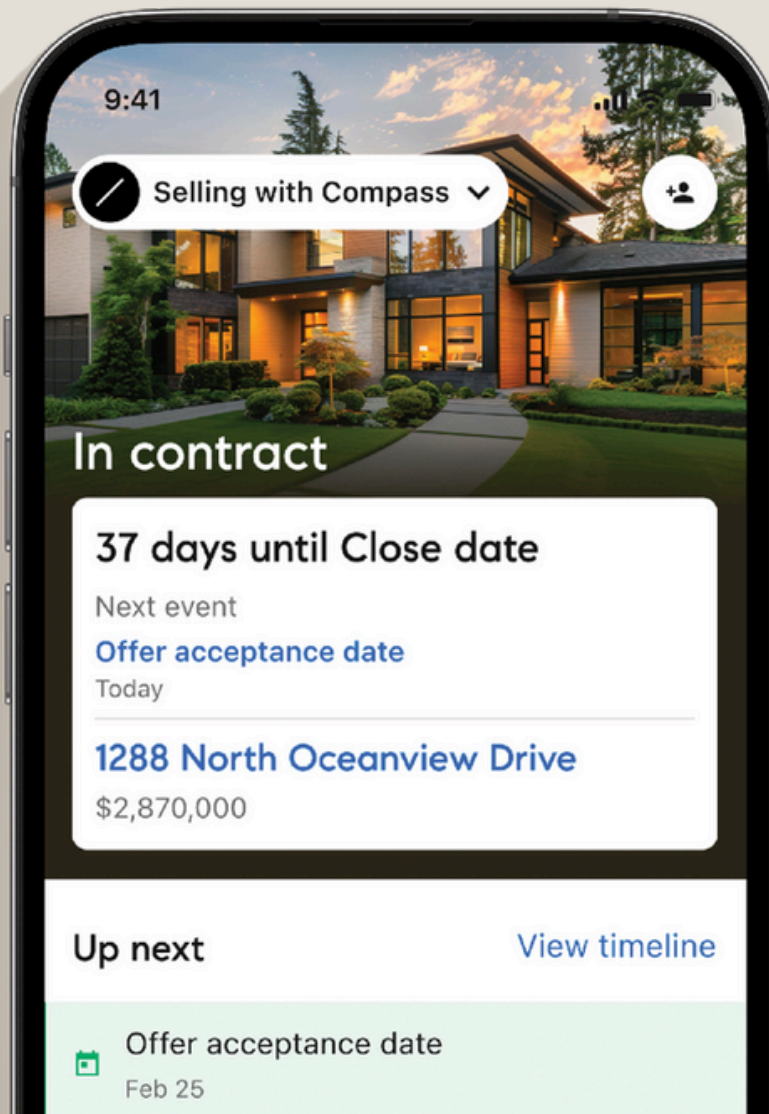 9:41
Selling with Compass
In contract
37 days until Close date
Next event
Offer acceptance date
Today
1288 North Oceanview Drive
$2,870,000
Up next
View timeline
Offer acceptance date
Feb 25